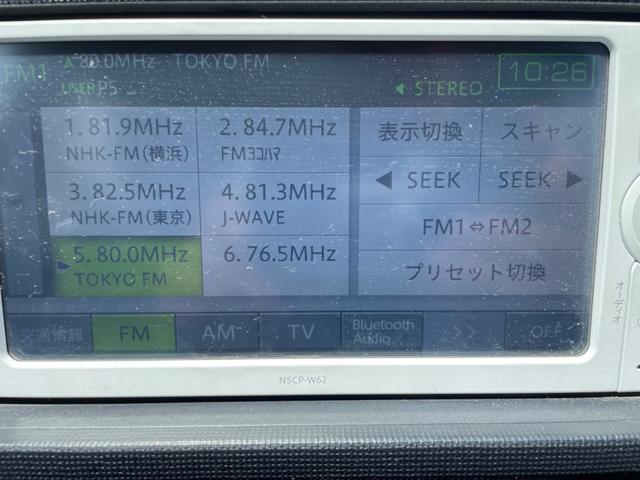 FM1 A 80.0MHz TOKYO FM 10:26
USER P5 ◀ STEREO
1. 81.9MHz
NHK-FM(横浜)
2. 84.7MHz
FMヨコハマ
表示切換 スキャン
3. 82.5MHz
NHK-FM(東京)
4. 81.3MHz
J-WAVE
◀ SEEK SEEK ▶
5. 80.0MHz
TOKYO FM
6. 76.5MHz
FM1⇔FM2
プリセット切換
交通情報 FM AM TV Bluetooth Audio >> OFF
オーディオ
NSCP-W62